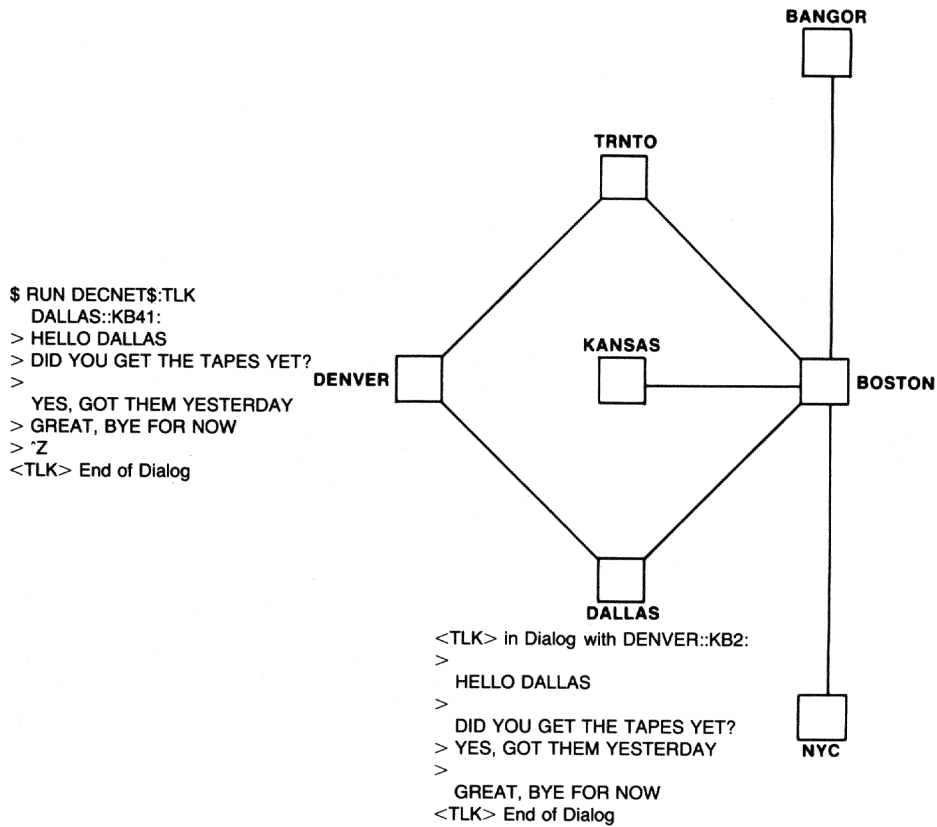 BANGOR
TRNTO
$ RUN DECNET$:TLK
DALLAS::KB41:
> HELLO DALLAS
> DID YOU GET THE TAPES YET?
>
YES, GOT THEM YESTERDAY
> GREAT, BYE FOR NOW
> ^Z
<TLK> End of Dialog
DENVER
KANSAS
BOSTON
DALLAS
<TLK> in Dialog with DENVER::KB2:
>
HELLO DALLAS
>
DID YOU GET THE TAPES YET?
> YES, GOT THEM YESTERDAY
>
GREAT, BYE FOR NOW
<TLK> End of Dialog
NYC